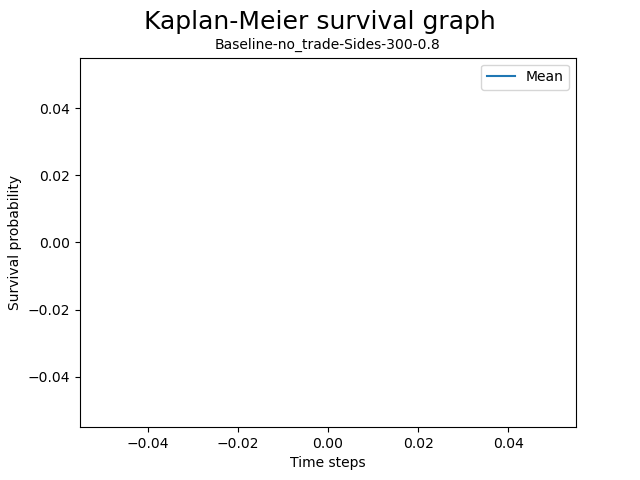 Kaplan-Meier survival graph
Baseline-no_trade-Sides-300-0.8
Mean
Survival probability
0.04
0.02
0.00
−0.02
−0.04
−0.04 −0.02 0.00 0.02 0.04
Time steps